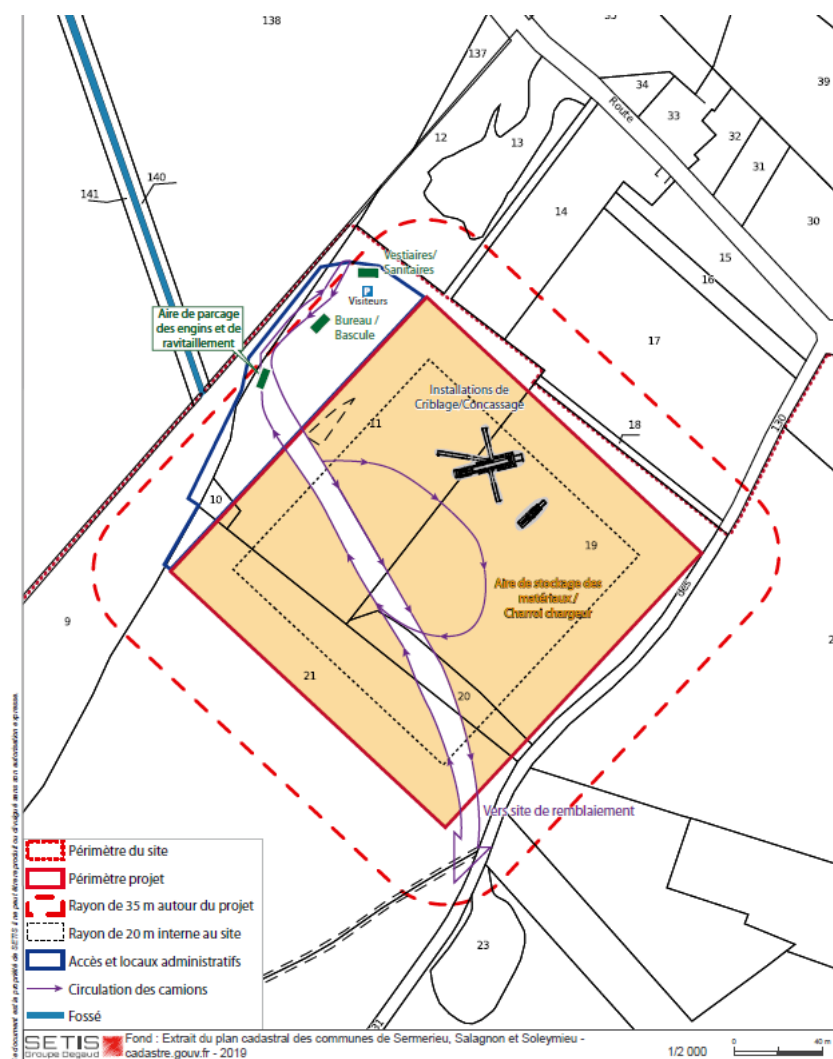 138
137
39
34
33
32
31
30
Route
12
13
14
15
16
17
140
141
Vestiaires/
Sanitaires
P
Visiteurs
Bureau /
Bascule
Aire de parcage
des engins et de
ravitaillement
Installations de
Criblage/Concassage
11
18
130
10
19
des
Aire de stockage des
matériaux /
Charroi chargeur
9
21
20
Vers site de remblaiement
23
31
Périmètre du site
Périmètre projet
Rayon de 35 m autour du projet
Rayon de 20 m interne au site
Accès et locaux administratifs
Circulation des camions
Fossé
SETIS
Groupe Degaud
Fond : Extrait du plan cadastral des communes de Sermerieu, Salagnon et Soleymieu -
cadastre.gouv.fr - 2019
1/2 000
0 40 m